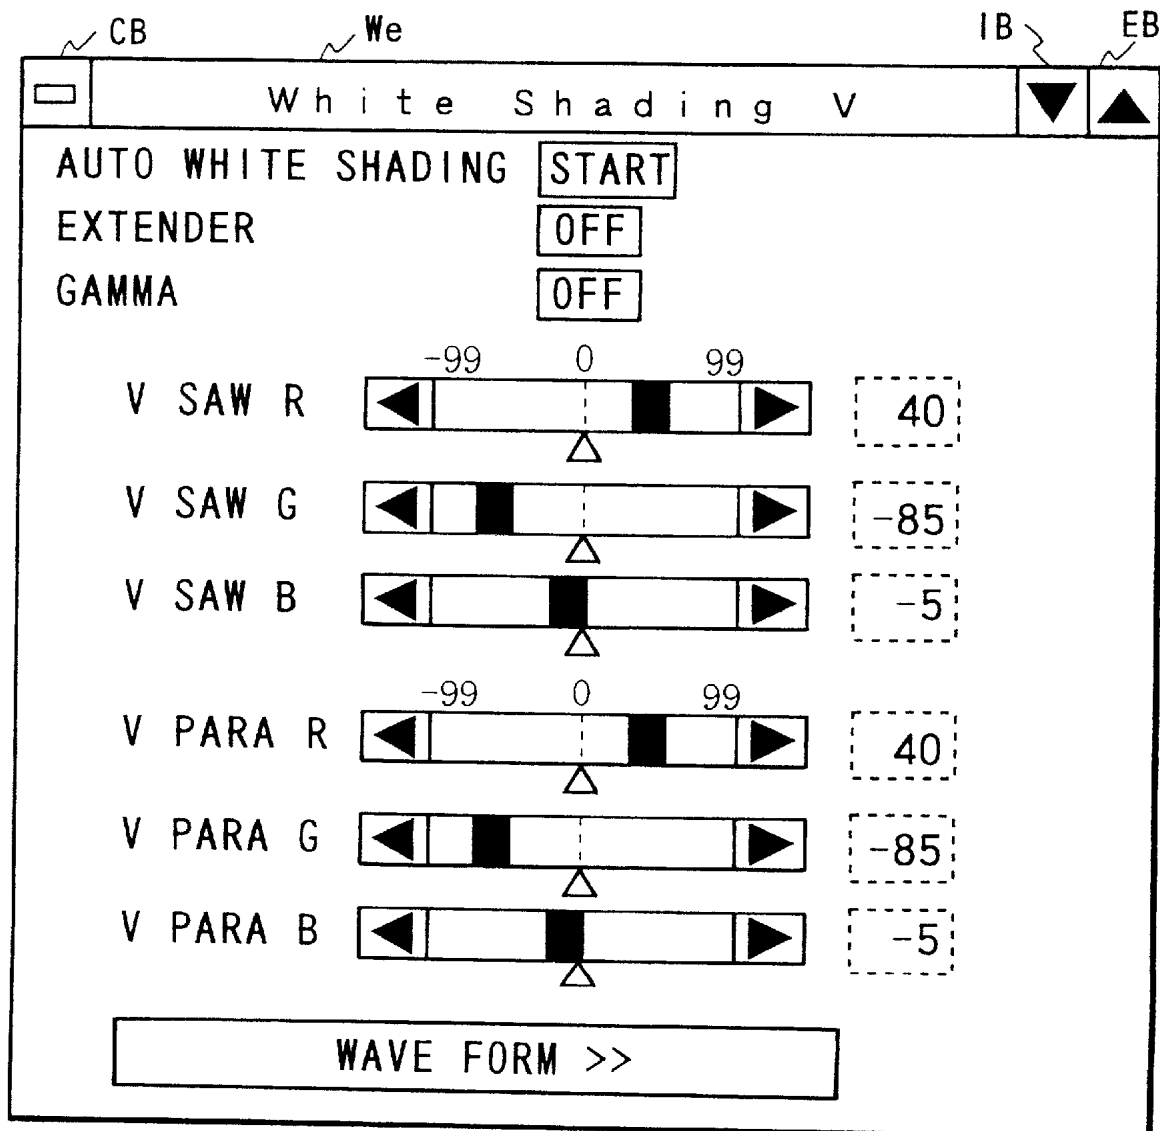 CB We IB EB
White Shading V
AUTO WHITE SHADING START
EXTENDER OFF
GAMMA OFF
-99 0 99
V SAW R 40
V SAW G -85
V SAW B -5
-99 0 99
V PARA R 40
V PARA G -85
V PARA B -5
WAVE FORM >>